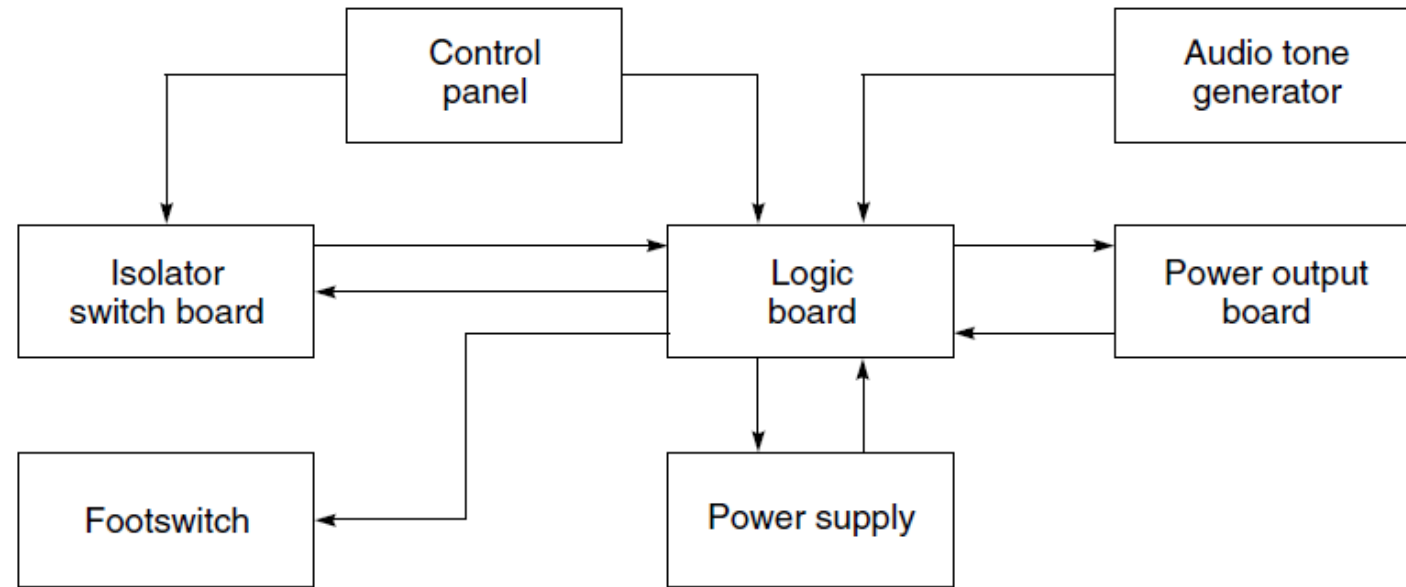 Control
panel
Audio tone
generator
Isolator
switch board
Logic
board
Power output
board
Footswitch
Power supply